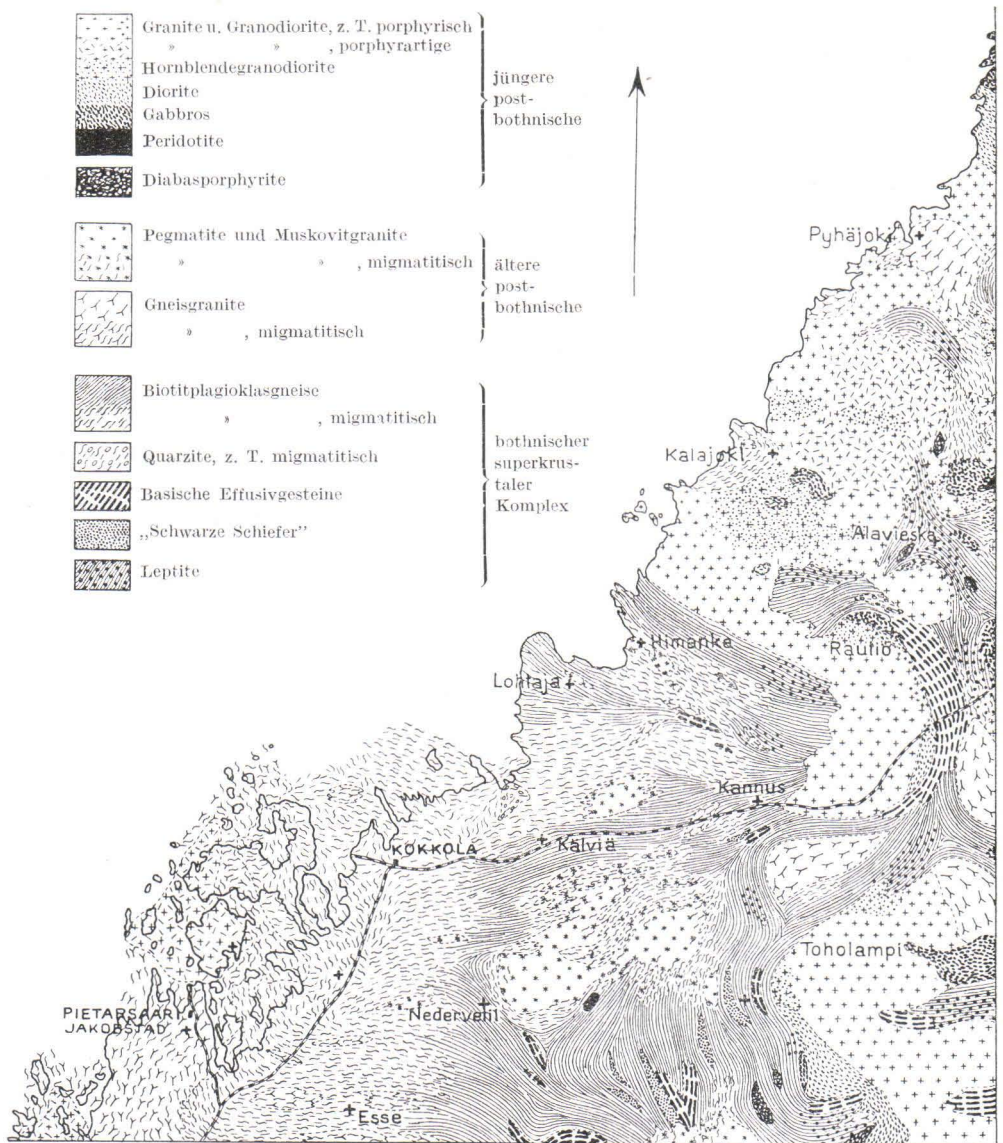 Granite u. Granodiorite, z. T. porphyrisch
» » , porphyrartige
Hornblendegranodiorite
Diorite
Gabbros
Peridotite
Diabasporphyrite
jüngere
post-
bothnische
Pegmatite und Muskovitgranite
» » , migmatitisch
Gneisgranite
» , migmatitisch
ältere
post-
bothnische
Biotitplagioklasgneise
» , migmatitisch
Quarzite, z. T. migmatitisch
Basische Effusivgesteine
„Schwarze Schiefer”
Leptite
bothnischer
superkrus-
taler
Komplex
Pyhäjoki
Kalajoki
Alavieska
Himanka
Rautio
Lohtaja
Kannus
KOKKOLA
Kälviä
Toholampi
PIETARSAARI
JAKOBSTAD
Nedervetil
Esse